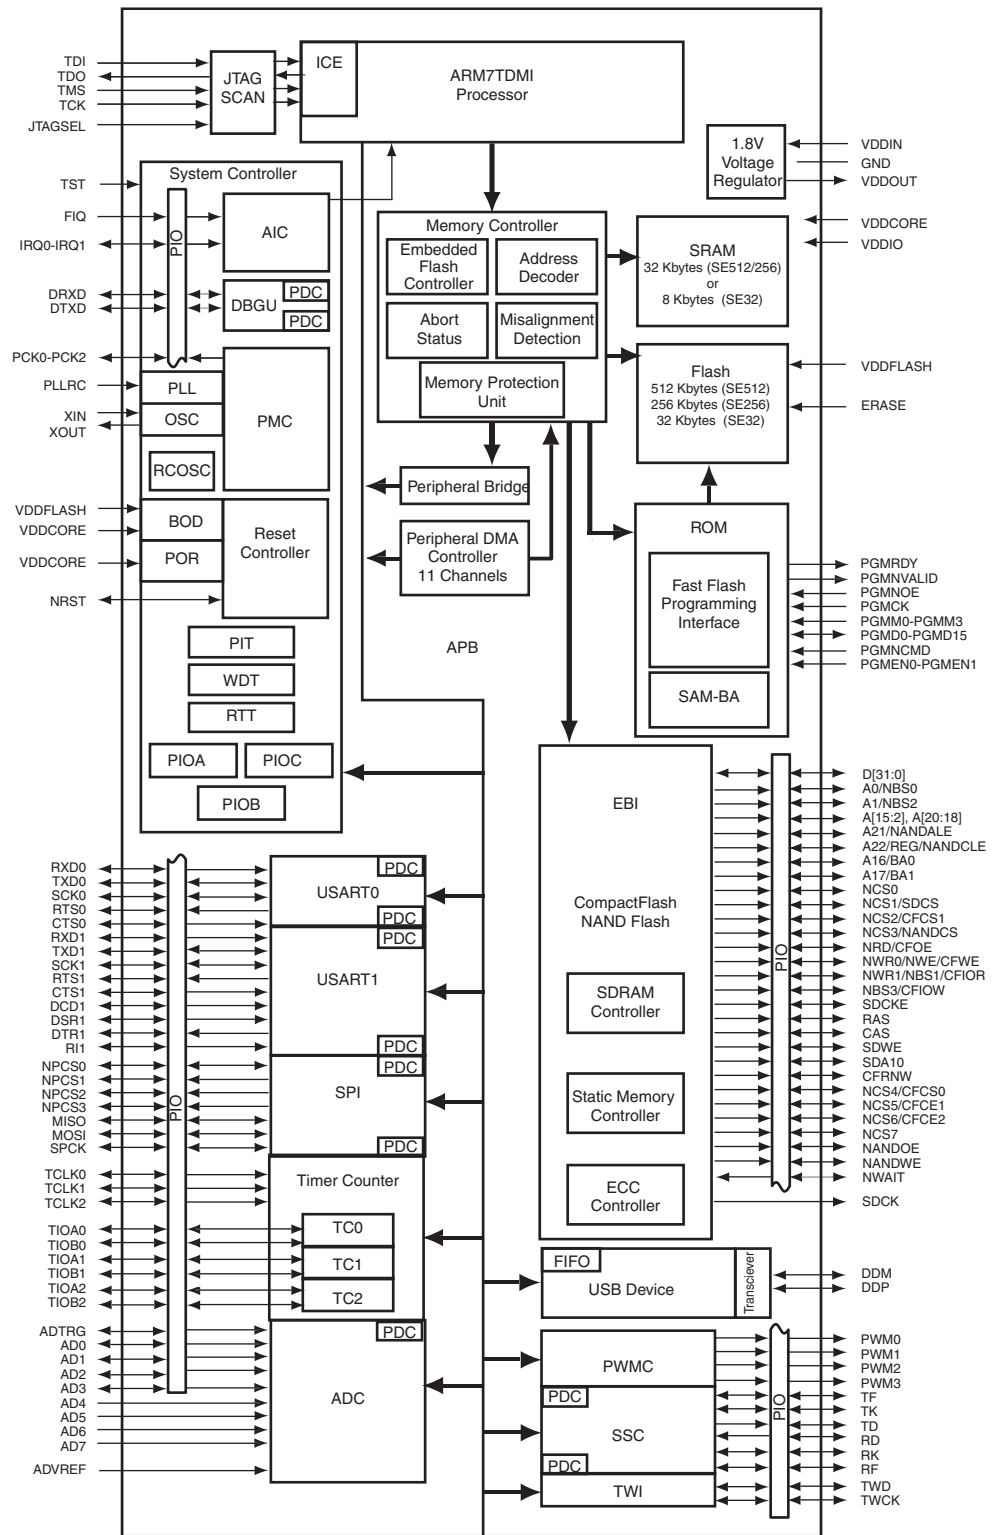 TDI
TDO
TMS
TCK
JTAGSEL
JTAG
SCAN
ICE
ARM7TDMI
Processor
1.8V
Voltage
Regulator
VDDIN
GND
VDDOUT
VDDCORE
VDDIO
System Controller
TST
FIQ
IRQ0-IRQ1
PIO
AIC
DRXD
DTXD
DBGU
PDC
PDC
PCK0-PCK2
PLLRC
PLL
XIN
XOUT
OSC
PMC
RCOSC
VDDFLASH
VDDCORE
BOD
VDDCORE
POR
Reset
Controller
NRST
PIT
WDT
RTT
PIOA
PIOC
PIOB
Memory Controller
Embedded
Flash
Controller
Address
Decoder
Abort
Status
Misalignment
Detection
Memory Protection
Unit
Peripheral Bridge
Peripheral DMA
Controller
11 Channels
APB
SRAM
32 Kbytes (SE512/256)
or
8 Kbytes (SE32)
Flash
512 Kbytes (SE512)
256 Kbytes (SE256)
32 Kbytes (SE32)
VDDFLASH
ERASE
ROM
Fast Flash
Programming
Interface
SAM-BA
PGMRDY
PGMNVALID
PGMNOE
PGMCK
PGMM0-PGMM3
PGMD0-PGMD15
PGMNCMD
PGMEN0-PGMEN1
EBI
CompactFlash
NAND Flash
SDRAM
Controller
Static Memory
Controller
ECC
Controller
PIO
D[31:0]
A0/NBS0
A1/NBS2
A[15:2], A[20:18]
A21/NANDALE
A22/REG/NANDCLE
A16/BA0
A17/BA1
NCS0
NCS1/SDCS
NCS2/CFCS1
NCS3/NANDCS
NRD/CFOE
NWR0/NWE/CFWE
NWR1/NBS1/CFIOR
NBS3/CFIOW
SDCKE
RAS
CAS
SDWE
SDA10
CFRNW
NCS4/CFCS0
NCS5/CFCE1
NCS6/CFCE2
NCS7
NANDOE
NANDWE
NWAIT
SDCK
RXD0
TXD0
SCK0
RTS0
CTS0
RXD1
TXD1
SCK1
RTS1
CTS1
DCD1
DSR1
DTR1
RI1
NPCS0
NPCS1
NPCS2
NPCS3
MISO
MOSI
SPCK
TCLK0
TCLK1
TCLK2
TIOA0
TIOB0
TIOA1
TIOB1
TIOA2
TIOB2
ADTRG
AD0
AD1
AD2
AD3
AD4
AD5
AD6
AD7
ADVREF
PIO
PDC
USART0
PDC
PDC
USART1
PDC
PDC
SPI
PDC
Timer Counter
TC0
TC1
TC2
PDC
ADC
FIFO
USB Device
Transciever
DDM
DDP
PWMC
PDC
SSC
PDC
TWI
PIO
PWM0
PWM1
PWM2
PWM3
TF
TK
TD
RD
RK
RF
TWD
TWCK